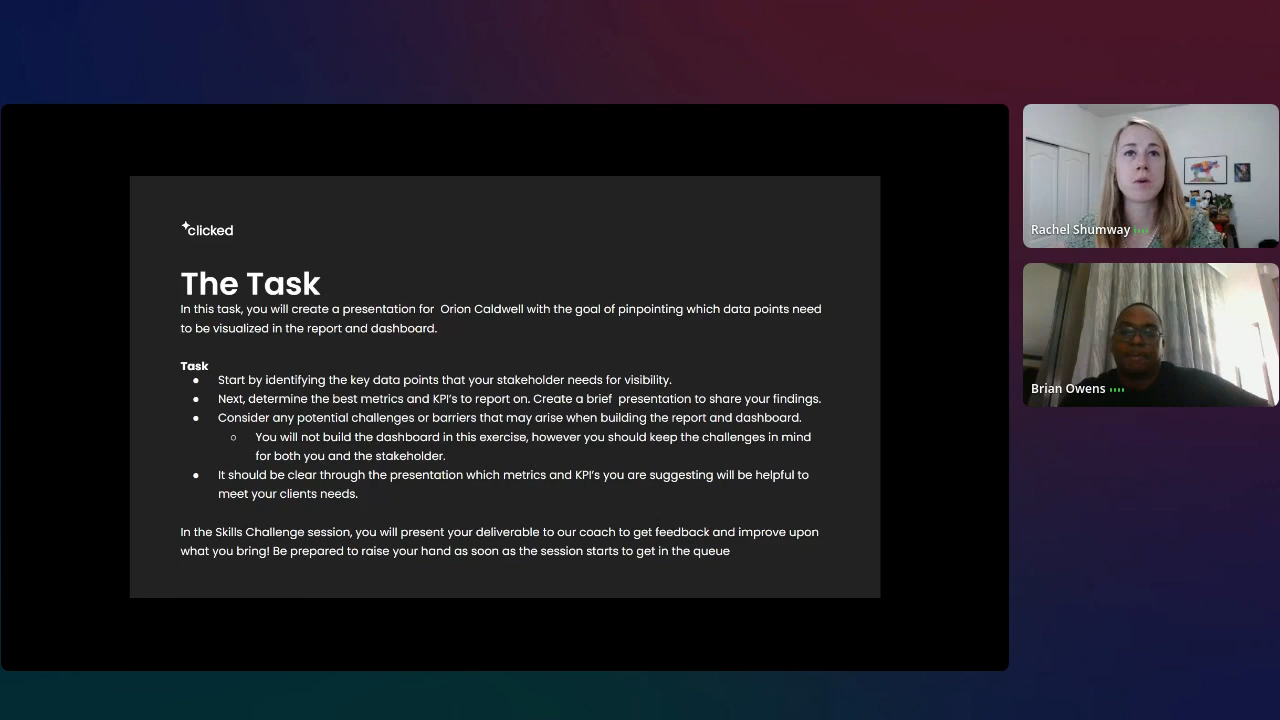 clicked
The Task
In this task, you will create a presentation for Orion Caldwell with the goal of pinpointing which data points need
to be visualized in the report and dashboard.
Task
● Start by identifying the key data points that your stakeholder needs for visibility.
● Next, determine the best metrics and KPI's to report on. Create a brief presentation to share your findings.
● Consider any potential challenges or barriers that may arise when building the report and dashboard.
○ You will not build the dashboard in this exercise, however you should keep the challenges in mind
for both you and the stakeholder.
● It should be clear through the presentation which metrics and KPI's you are suggesting will be helpful to
meet your clients needs.
In the Skills Challenge session, you will present your deliverable to our coach to get feedback and improve upon
what you bring! Be prepared to raise your hand as soon as the session starts to get in the queue
Rachel Shumway
Brian Owens